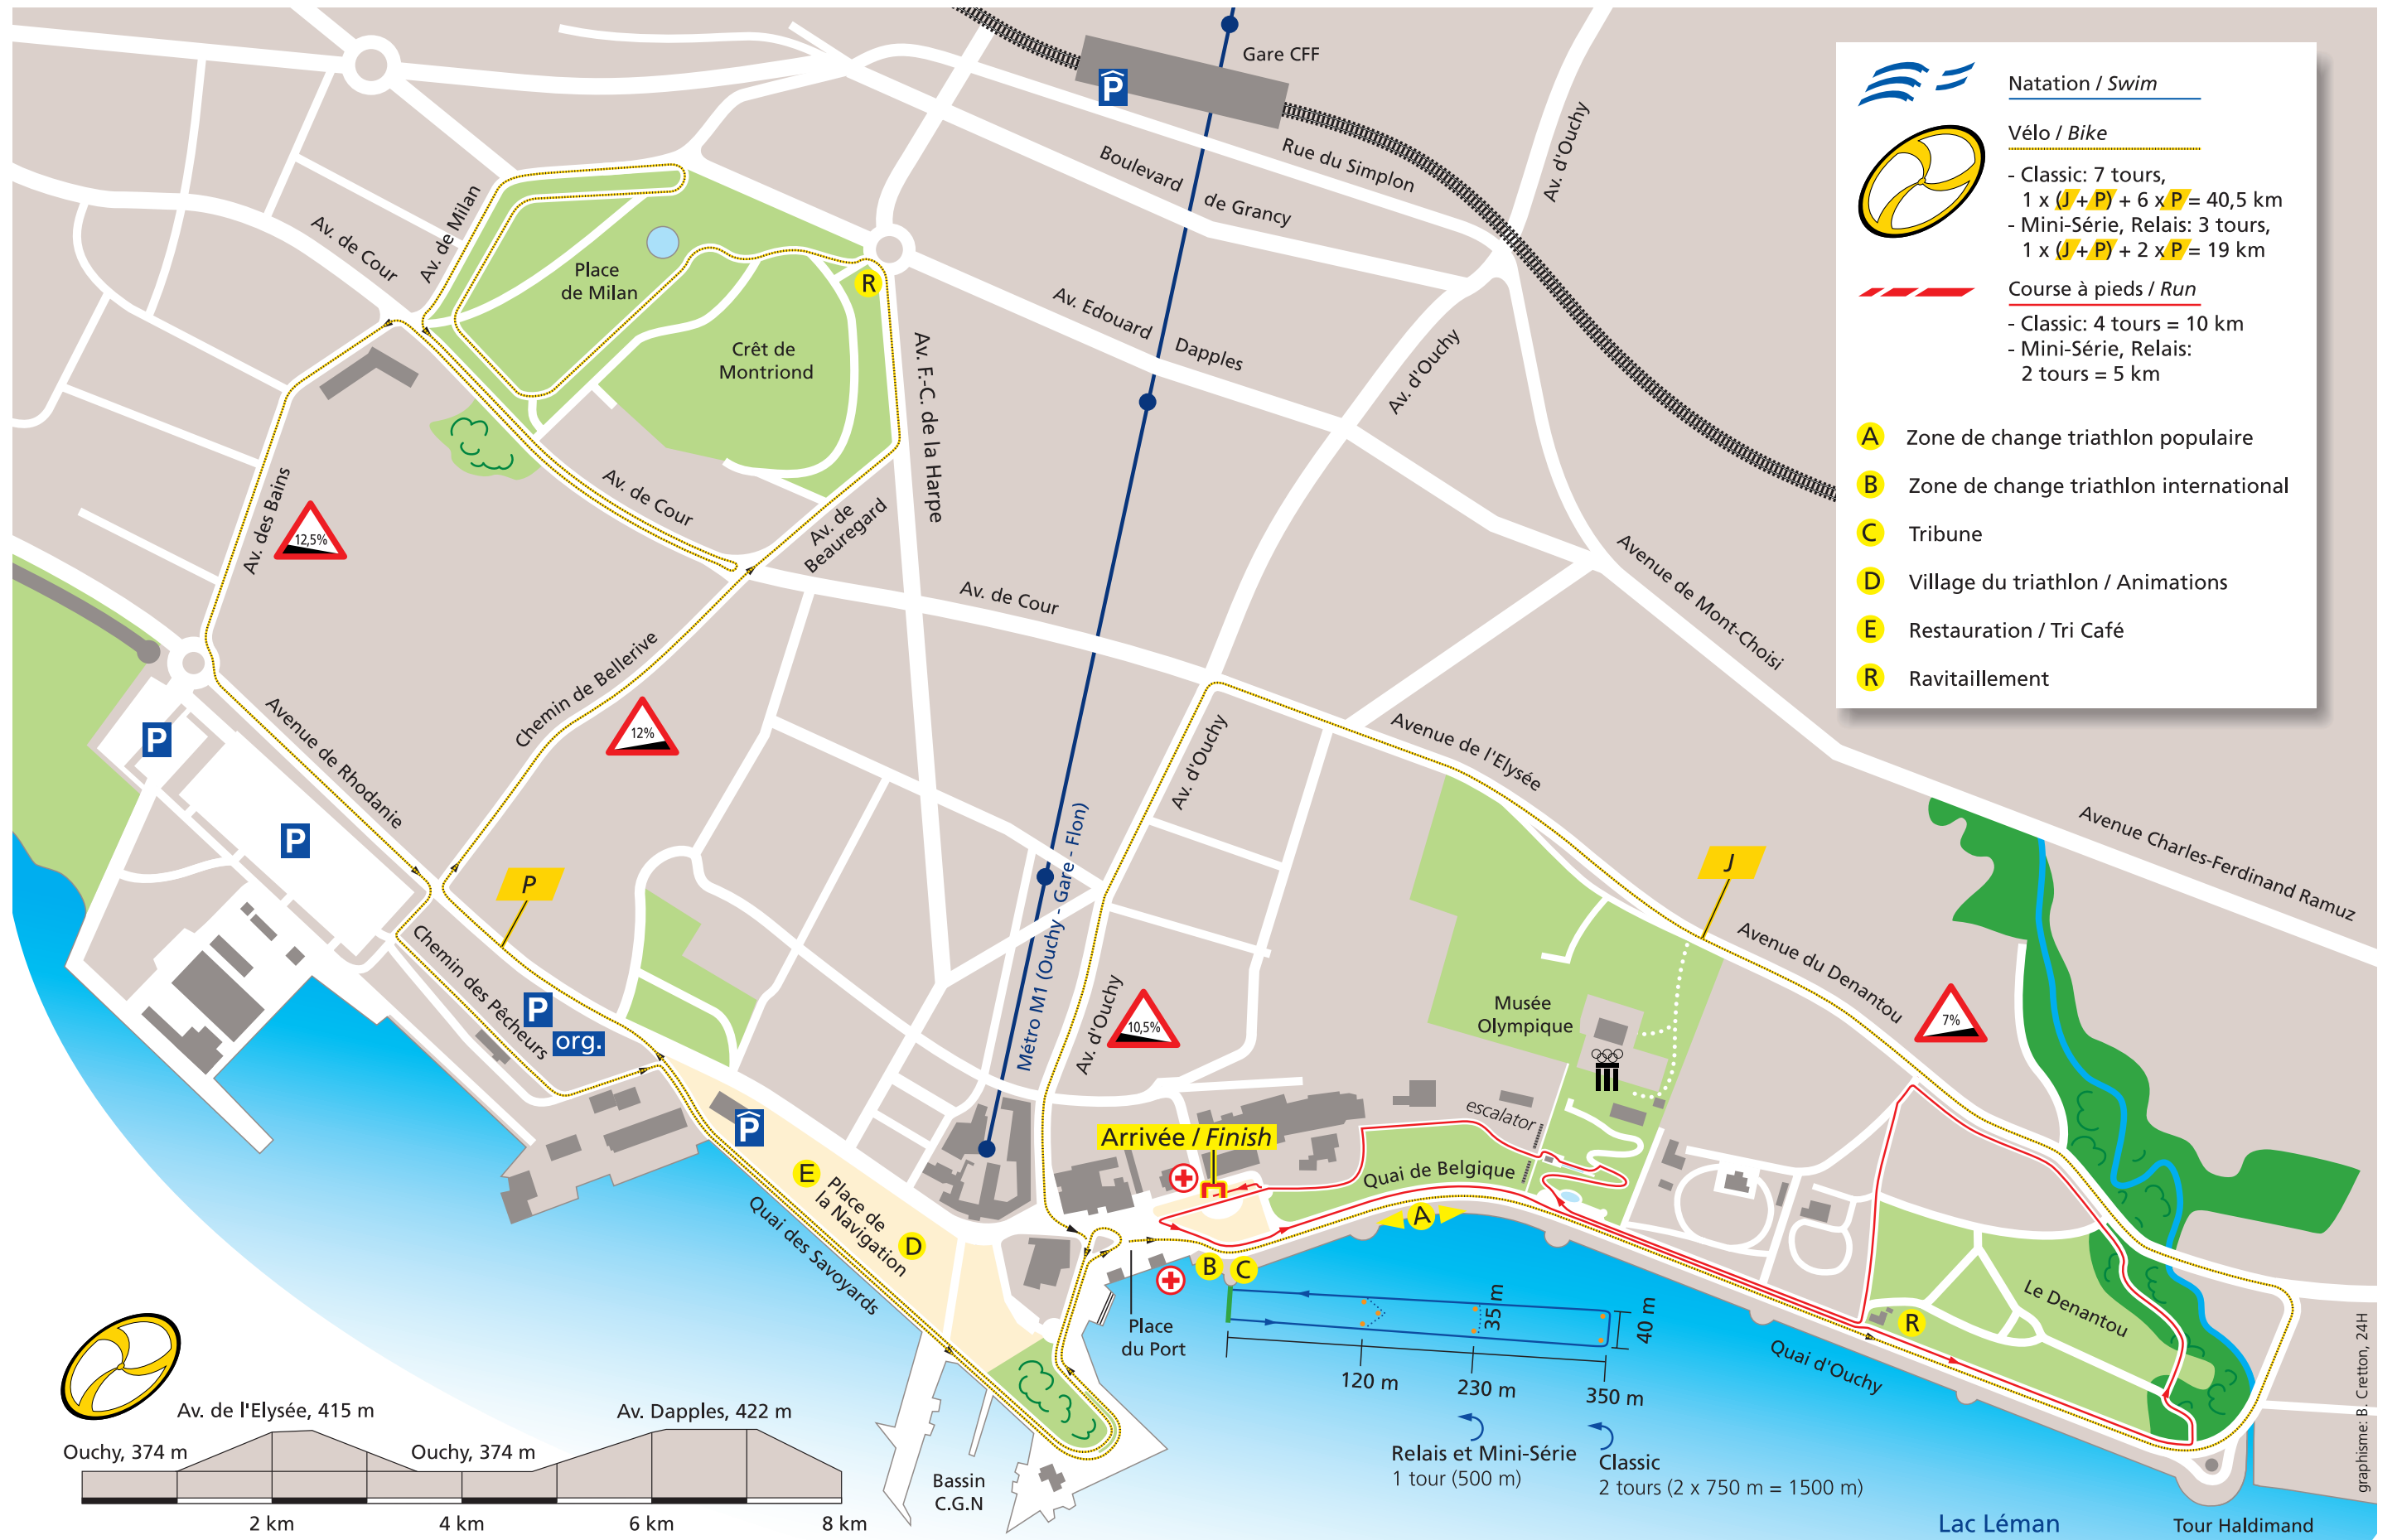 Gare CFF
P
Rue du Simplon
Av. d'Ouchy
Boulevard de Grancy
Av. de Milan
Av. de Cour
Place
de Milan
R
Av. Edouard Dapples
Crêt de
Montriond
Av. F.-C. de la Harpe
Av. d'Ouchy
Av. des Bains
12,5%
Av. de Cour
Av. de
Beauregard
Av. de Cour
Avenue de Mont-Choisi
Chemin de Bellerive
12%
Avenue de Rhodanie
P
P
Avenue de l'Elysée
Av. d'Ouchy
Métro M1 (Ouchy - Gare - Flon)
Avenue Charles-Ferdinand Ramuz
P
J
Chemin des Pêcheurs
P
org.
Av. d'Ouchy
10,5%
Musée
Olympique
Avenue du Denantou
7%
P
escalator
Arrivée / Finish
Quai de Belgique
E
Place de
la Navigation
D
Quai des Savoyards
A
B
C
Place
du Port
35 m
40 m
120 m
230 m
350 m
Relais et Mini-Série
1 tour (500 m)
Classic
2 tours (2 x 750 m = 1500 m)
R
Le Denantou
Quai d'Ouchy
Bassin
C.G.N
Lac Léman
Tour Haldimand
graphisme: B. Cretton, 24H
Av. de l'Elysée, 415 m
Av. Dapples, 422 m
Ouchy, 374 m
Ouchy, 374 m
2 km
4 km
6 km
8 km
Natation / Swim
Vélo / Bike
- Classic: 7 tours,
1 x (J + P) + 6 x P = 40,5 km
- Mini-Série, Relais: 3 tours,
1 x (J + P) + 2 x P = 19 km
Course à pieds / Run
- Classic: 4 tours = 10 km
- Mini-Série, Relais:
2 tours = 5 km
A Zone de change triathlon populaire
B Zone de change triathlon international
C Tribune
D Village du triathlon / Animations
E Restauration / Tri Café
R Ravitaillement